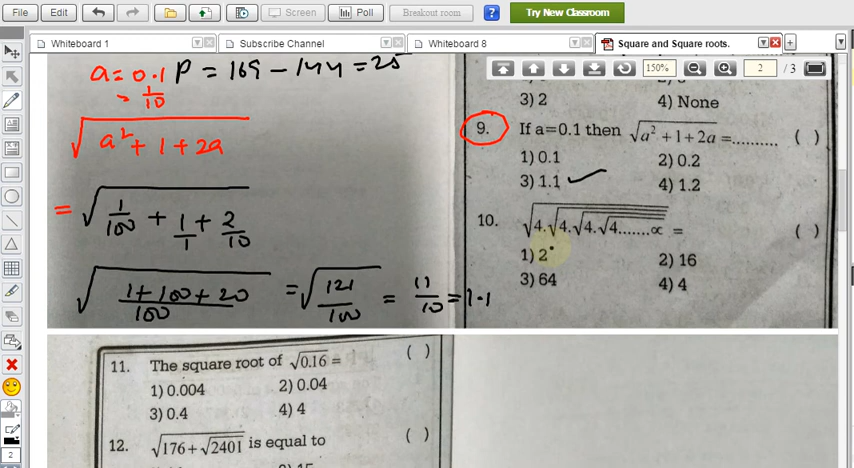 File Edit Screen Poll Breakout room ? Try New Classroom
Whiteboard 1 Subscribe Channel Whiteboard 8 Square and Square roots.
150% 2 / 3
a = 0.1 P = 169 - 144 = 25
= 1/10
√(a² + 1 + 2a)
= √(1/100 + 1/1 + 2/10)
√((1 + 100 + 20)/100) = √(121/100) = 11/10 = 1.1
3) 2 4) None
9. If a=0.1 then √(a² + 1 + 2a) =.......... ( )
1) 0.1 2) 0.2
3) 1.1 4) 1.2
10. √4.√4.√4.√4.......∝ = ( )
1) 2 2) 16
3) 64 4) 4
11. The square root of √0.16 = ( )
1) 0.004 2) 0.04
3) 0.4 4) 4
12. √(176 + √2401) is equal to ( )
2